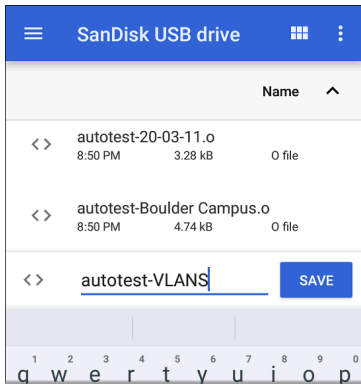 SanDisk USB drive
Name
autotest-20-03-11.o
8:50 PM 3.28 kB O file
autotest-Boulder Campus.o
8:50 PM 4.74 kB O file
autotest-VLANS SAVE
1 2 3 4 5 6 7 8 9 0
q w e r t y u i o p